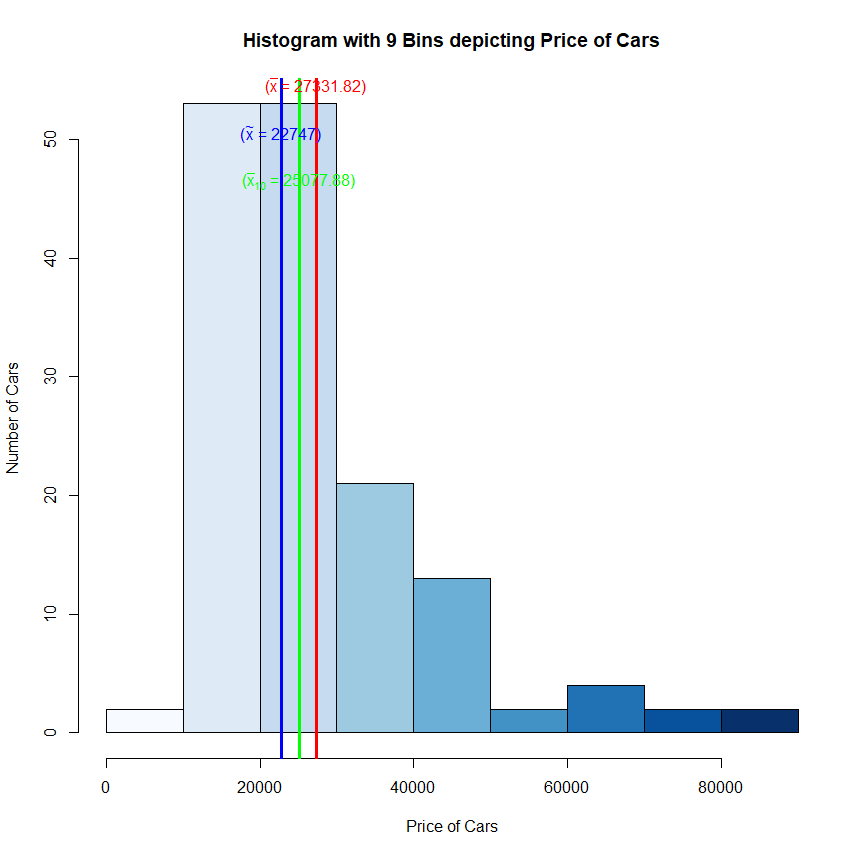 Histogram with 9 Bins depicting Price of Cars
(x̅ = 27331.82)
(x̃ = 22747)
(x̅₁₀ = 25077.88)
50
40
30
20
10
0
Number of Cars
0 20000 40000 60000 80000
Price of Cars